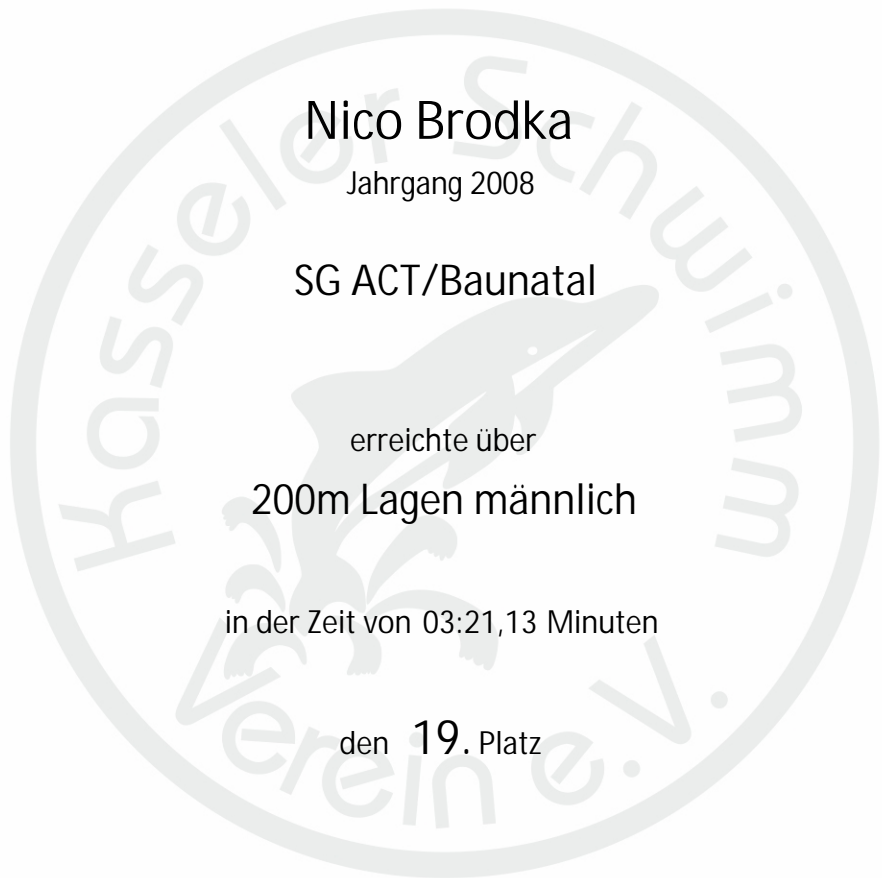 Nico Brodka
Jahrgang 2008
SG ACT/Baunatal
erreichte über
200m Lagen männlich
in der Zeit von 03:21,13 Minuten
den 19. Platz
Kasseler Schwimm
Verein e.V.